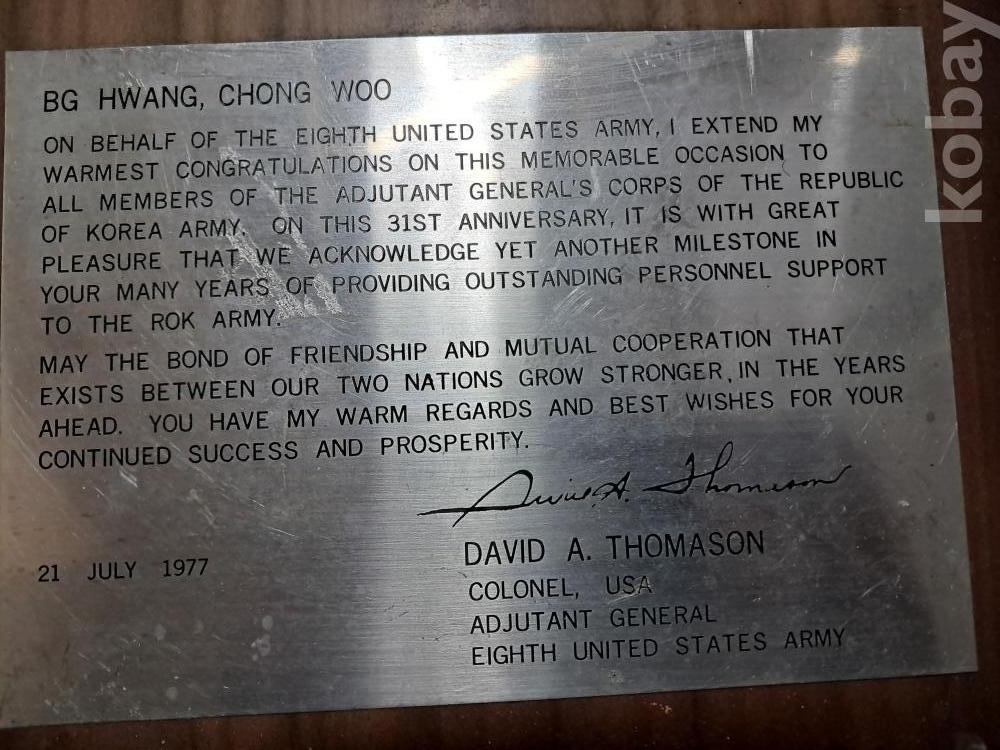 BG HWANG, CHONG WOO
ON BEHALF OF THE EIGHTH UNITED STATES ARMY, I EXTEND MY
WARMEST CONGRATULATIONS ON THIS MEMORABLE OCCASION TO
ALL MEMBERS OF THE ADJUTANT GENERAL'S CORPS OF THE REPUBLIC
OF KOREA ARMY. ON THIS 31ST ANNIVERSARY, IT IS WITH GREAT
PLEASURE THAT WE ACKNOWLEDGE YET ANOTHER MILESTONE IN
YOUR MANY YEARS OF PROVIDING OUTSTANDING PERSONNEL SUPPORT
TO THE ROK ARMY.
MAY THE BOND OF FRIENDSHIP AND MUTUAL COOPERATION THAT
EXISTS BETWEEN OUR TWO NATIONS GROW STRONGER, IN THE YEARS
AHEAD. YOU HAVE MY WARM REGARDS AND BEST WISHES FOR YOUR
CONTINUED SUCCESS AND PROSPERITY.
David A. Thomason
DAVID A. THOMASON
21 JULY 1977
COLONEL, USA
ADJUTANT GENERAL
EIGHTH UNITED STATES ARMY
kobay